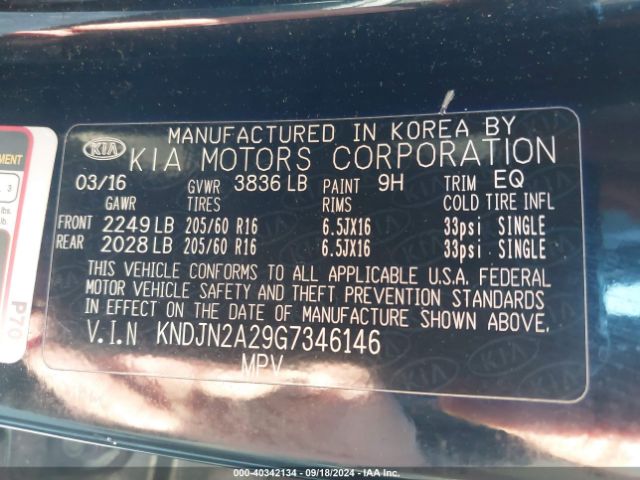 MANUFACTURED IN KOREA BY
KIA KIA MOTORS CORPORATION
03/16 GVWR 3836 LB PAINT 9H TRIM EQ
GAWR TIRES RIMS COLD TIRE INFL
FRONT 2249 LB 205/60 R16 6.5JX16 33psi SINGLE
REAR 2028 LB 205/60 R16 6.5JX16 33psi SINGLE
THIS VEHICLE CONFORMS TO ALL APPLICABLE U.S.A. FEDERAL
MOTOR VEHICLE SAFETY AND THEFT PREVENTION STANDARDS
IN EFFECT ON THE DATE OF MANUFACTURE SHOWN ABOVE.
V.I.N KNDJN2A29G7346146
MPV
P70
000-40342134 - 09/18/2024 - IAA Inc.